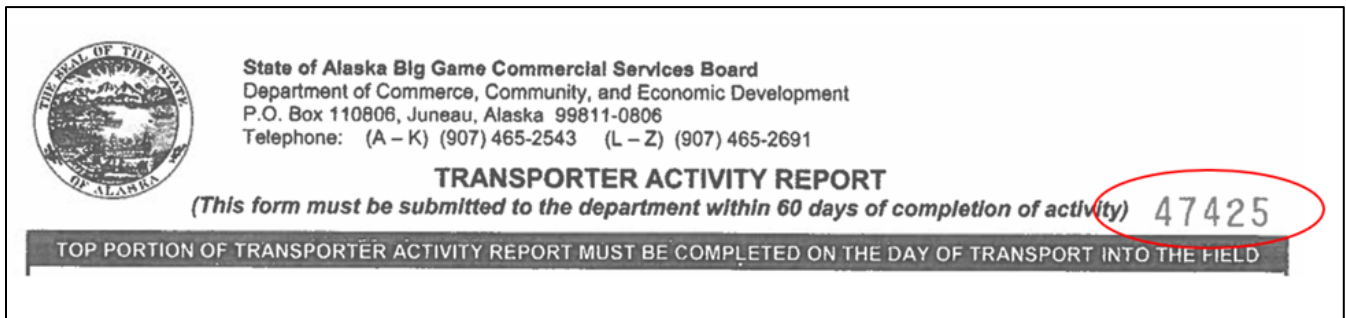 THE SEAL OF THE STATE OF ALASKA
State of Alaska Big Game Commercial Services Board
Department of Commerce, Community, and Economic Development
P.O. Box 110806, Juneau, Alaska 99811-0806
Telephone: (A – K) (907) 465-2543 (L – Z) (907) 465-2691
TRANSPORTER ACTIVITY REPORT
(This form must be submitted to the department within 60 days of completion of activity) 47425
TOP PORTION OF TRANSPORTER ACTIVITY REPORT MUST BE COMPLETED ON THE DAY OF TRANSPORT INTO THE FIELD